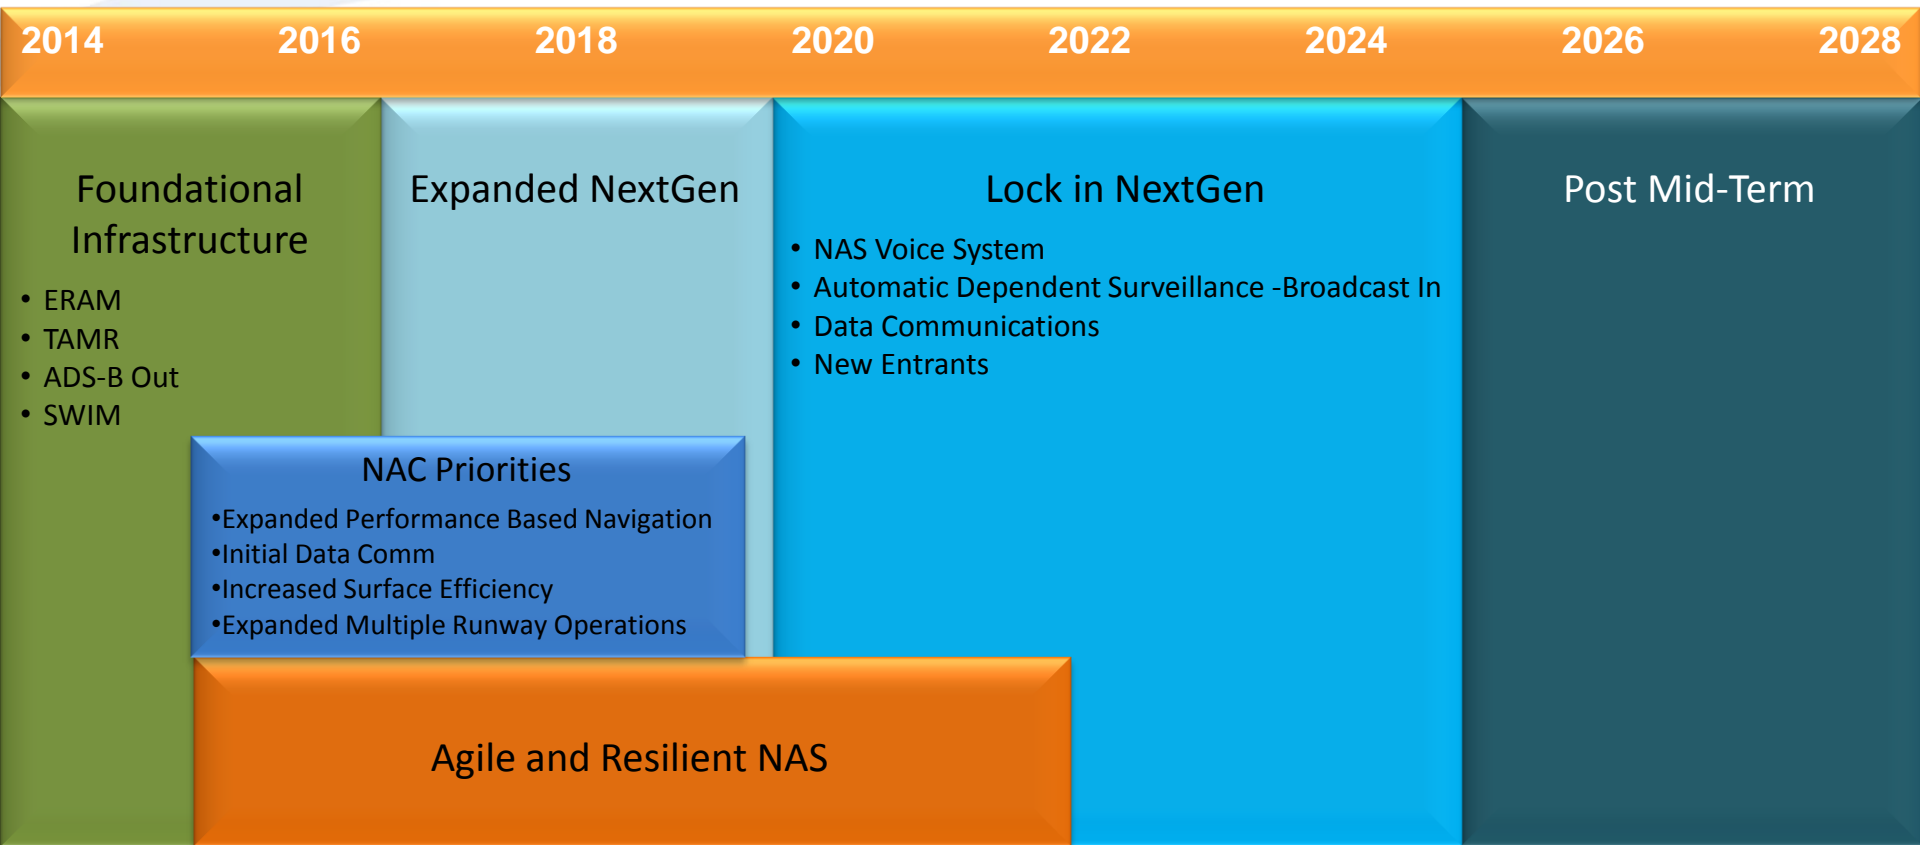 2014 2016 2018 2020 2022 2024 2026 2028
Foundational
Infrastructure
• ERAM
• TAMR
• ADS-B Out
• SWIM
Expanded NextGen
Lock in NextGen
• NAS Voice System
• Automatic Dependent Surveillance -Broadcast In
• Data Communications
• New Entrants
Post Mid-Term
NAC Priorities
•Expanded Performance Based Navigation
•Initial Data Comm
•Increased Surface Efficiency
•Expanded Multiple Runway Operations
Agile and Resilient NAS